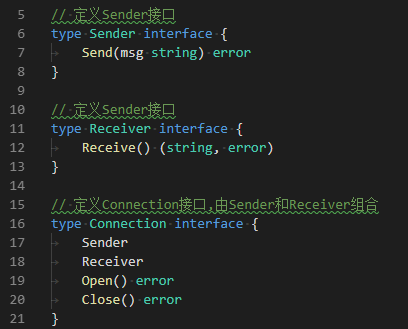 5 // 定义Sender接口
6 type Sender interface {
7 Send(msg string) error
8 }
9
10 // 定义Sender接口
11 type Receiver interface {
12 Receive() (string, error)
13 }
14
15 // 定义Connection接口,由Sender和Receiver组合
16 type Connection interface {
17 Sender
18 Receiver
19 Open() error
20 Close() error
21 }